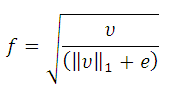 f = √(υ / (‖υ‖₁ + e))